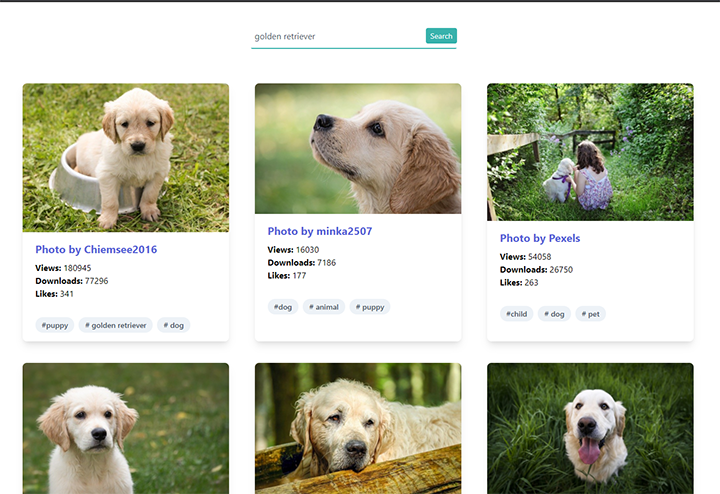 golden retriever
Search
Photo by Chiemsee2016
Views: 180945
Downloads: 77296
Likes: 341
#puppy # golden retriever # dog
Photo by minka2507
Views: 16030
Downloads: 7186
Likes: 177
#dog # animal # puppy
Photo by Pexels
Views: 54058
Downloads: 26750
Likes: 263
#child # dog # pet